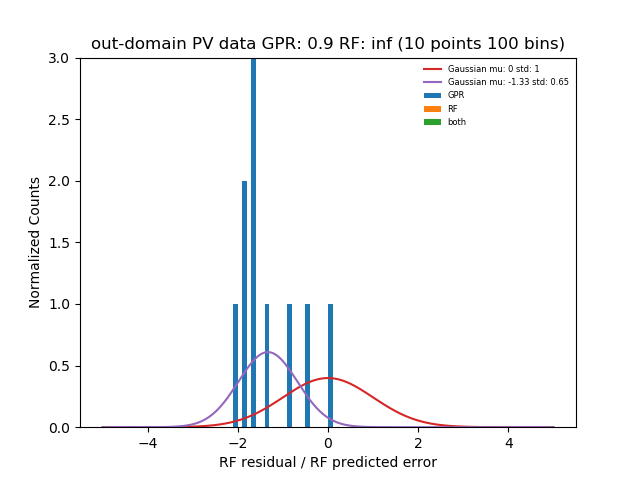 out-domain PV data GPR: 0.9 RF: inf (10 points 100 bins)
Gaussian mu: 0 std: 1
Gaussian mu: -1.33 std: 0.65
GPR
RF
both
Normalized Counts
3.0
2.5
2.0
1.5
1.0
0.5
0.0
−4 −2 0 2 4
RF residual / RF predicted error